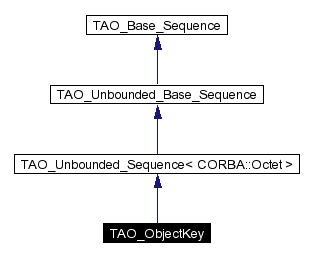 TAO_Base_Sequence
TAO_Unbounded_Base_Sequence
TAO_Unbounded_Sequence< CORBA::Octet >
TAO_ObjectKey